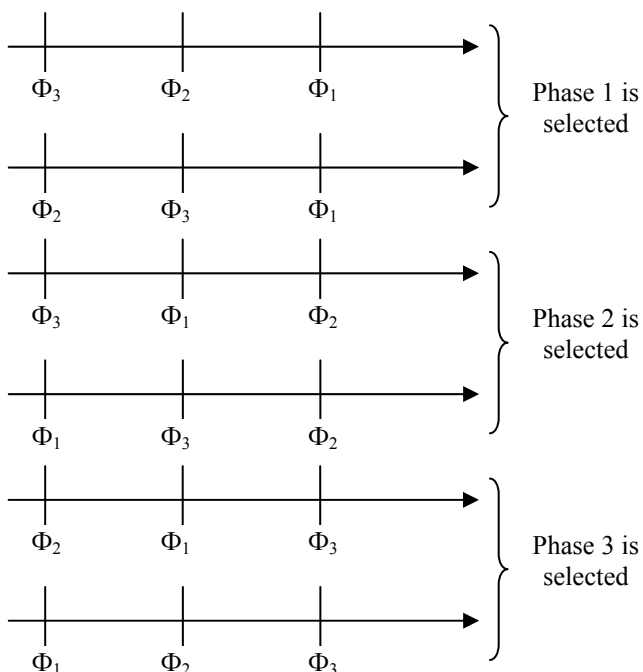 Φ3 Φ2 Φ1
Phase 1 is
selected
Φ2 Φ3 Φ1
Φ3 Φ1 Φ2
Phase 2 is
selected
Φ1 Φ3 Φ2
Φ2 Φ1 Φ3
Phase 3 is
selected
Φ1 Φ2 Φ3